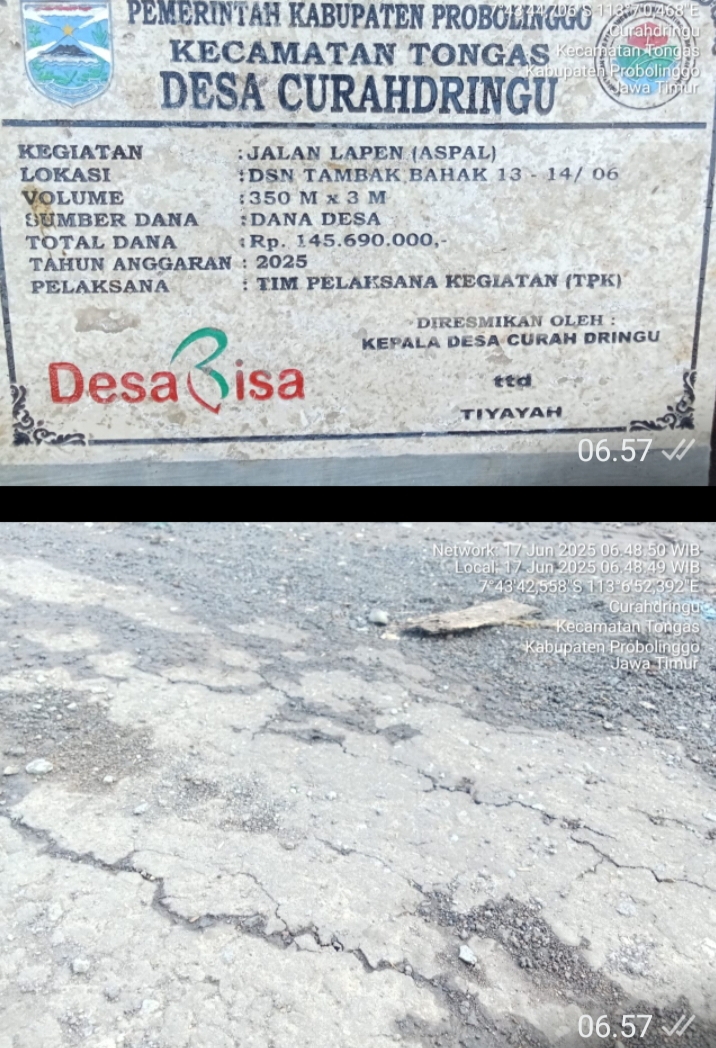 PEMERINTAH KABUPATEN PROBOLINGGO
KECAMATAN TONGAS
DESA CURAHDRINGU
Curahdringu
Kecamatan Tongas
Kabupaten Probolinggo
Jawa Timur
KEGIATAN : JALAN LAPEN (ASPAL)
LOKASI : DSN TAMBAK BAHAK 13 - 14/ 06
VOLUME : 350 M x 3 M
SUMBER DANA : DANA DESA
TOTAL DANA : Rp. 145.690.000,-
TAHUN ANGGARAN : 2025
PELAKSANA : TIM PELAKSANA KEGIATAN (TPK)
DIRESMIKAN OLEH :
KEPALA DESA CURAH DRINGU
ttd
TIYAYAH
Desa Bisa
06.57
Network: 17 Jun 2025 06.48.50 WIB
Local: 17 Jun 2025 06.48.49 WIB
7°43'42,558"S 113°6'52,392"E
Curahdringu
Kecamatan Tongas
Kabupaten Probolinggo
Jawa Timur
06.57